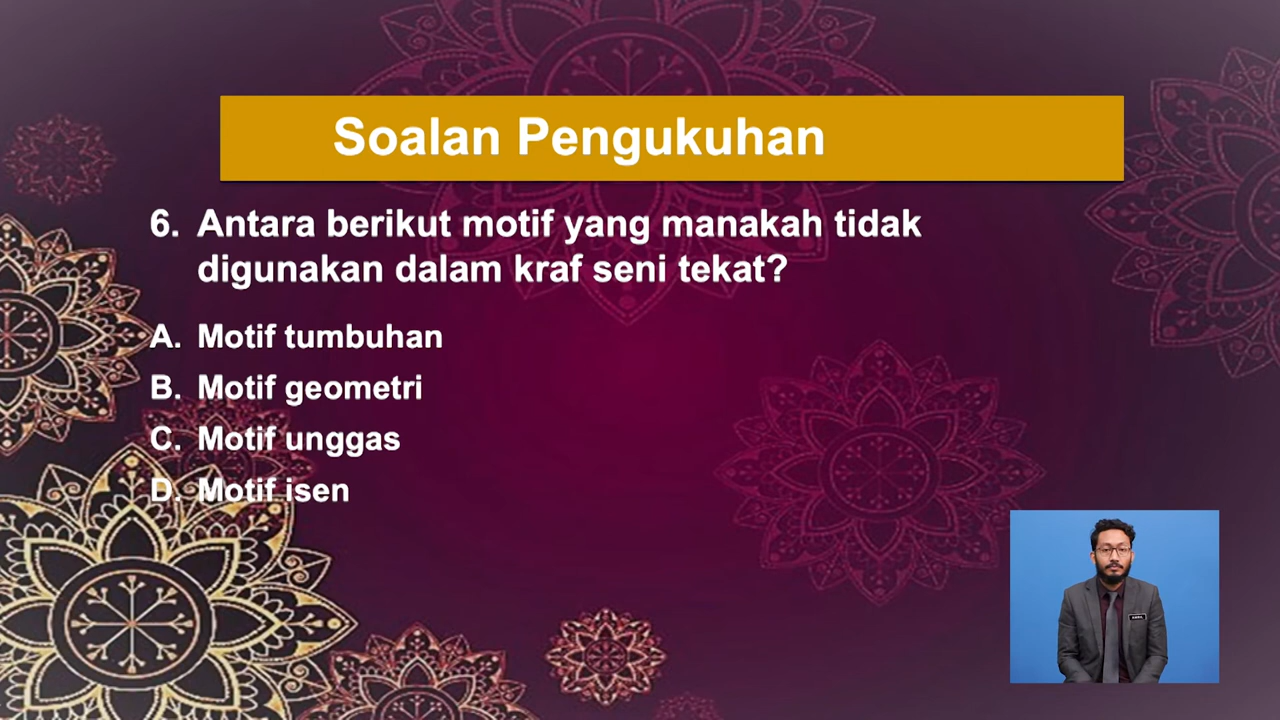 Soalan Pengukuhan
6. Antara berikut motif yang manakah tidak
digunakan dalam kraf seni tekat?
A. Motif tumbuhan
B. Motif geometri
C. Motif unggas
D. Motif isen